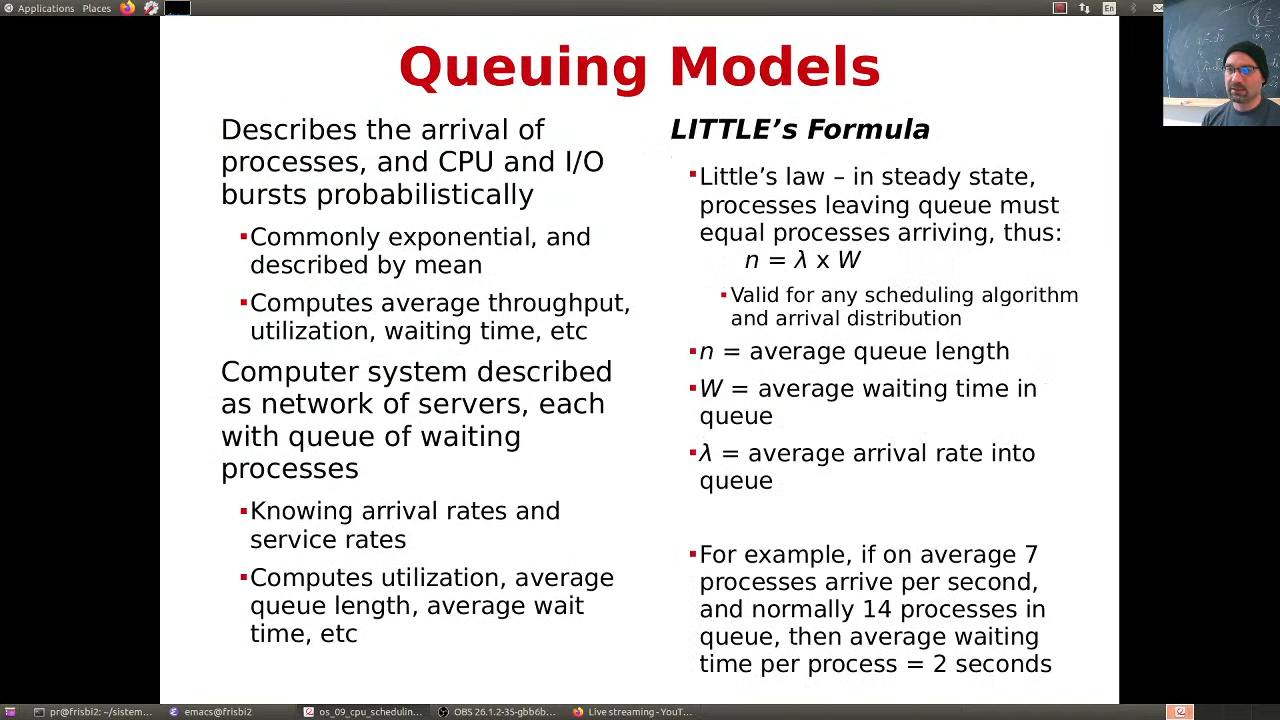 Applications Places En
Queuing Models
Describes the arrival of
processes, and CPU and I/O
bursts probabilistically
▪Commonly exponential, and
described by mean
▪Computes average throughput,
utilization, waiting time, etc
Computer system described
as network of servers, each
with queue of waiting
processes
▪Knowing arrival rates and
service rates
▪Computes utilization, average
queue length, average wait
time, etc
LITTLE’s Formula
▪Little’s law – in steady state,
processes leaving queue must
equal processes arriving, thus:
n = λ x W
▪Valid for any scheduling algorithm
and arrival distribution
▪n = average queue length
▪W = average waiting time in
queue
▪λ = average arrival rate into
queue
▪For example, if on average 7
processes arrive per second,
and normally 14 processes in
queue, then average waiting
time per process = 2 seconds
pr@frisbi2: ~/sistem... emacs@frisbi2 os_09_cpu_schedulin... OBS 26.1.2-35-gbb6b... Live streaming - YouT...